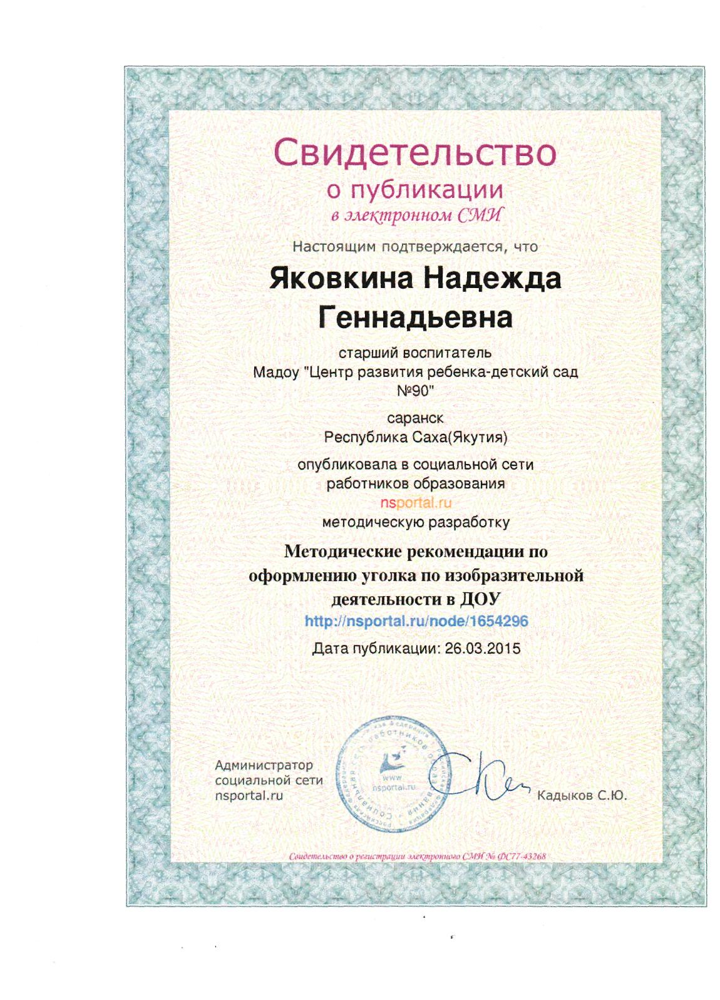 Свидетельство
о публикации
в электронном СМИ
Настоящим подтверждается, что
Яковкина Надежда
Геннадьевна
старший воспитатель
Мадоу "Центр развития ребенка-детский сад
№90"
саранск
Республика Саха(Якутия)
опубликовала в социальной сети
работников образования
nsportal.ru
методическую разработку
Методические рекомендации по
оформлению уголка по изобразительной
деятельности в ДОУ
http://nsportal.ru/node/1654296
Дата публикации: 26.03.2015
Администратор
социальной сети
nsportal.ru
Социальная сеть работников образования
www
nsportal.ru
Кадыков С.Ю.
Свидетельство о регистрации электронного СМИ № ФС77-43268